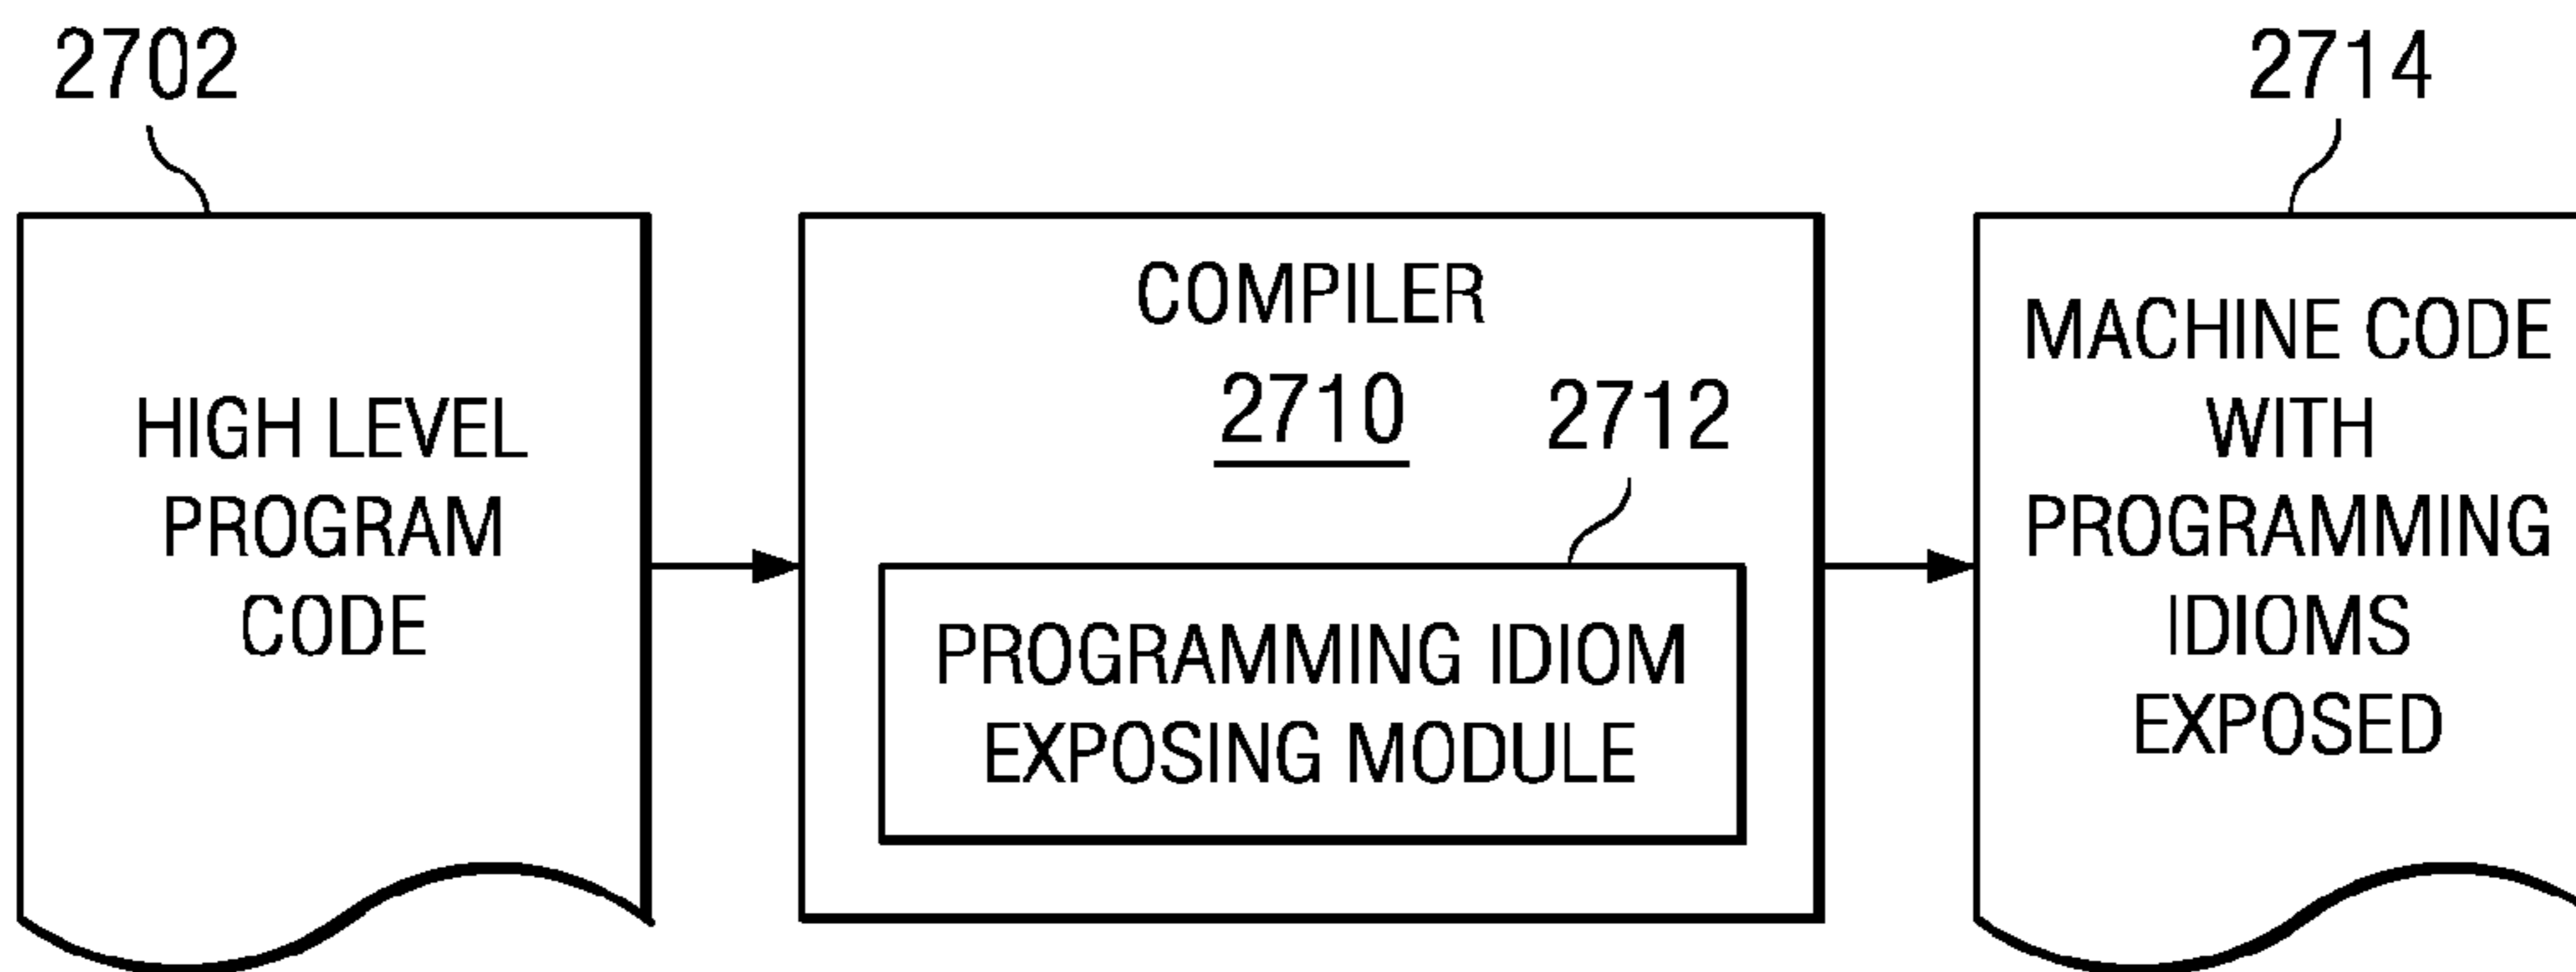 2702
HIGH LEVEL
PROGRAM
CODE
COMPILER
2710
2712
PROGRAMMING IDIOM
EXPOSING MODULE
2714
MACHINE CODE
WITH
PROGRAMMING
IDIOMS
EXPOSED